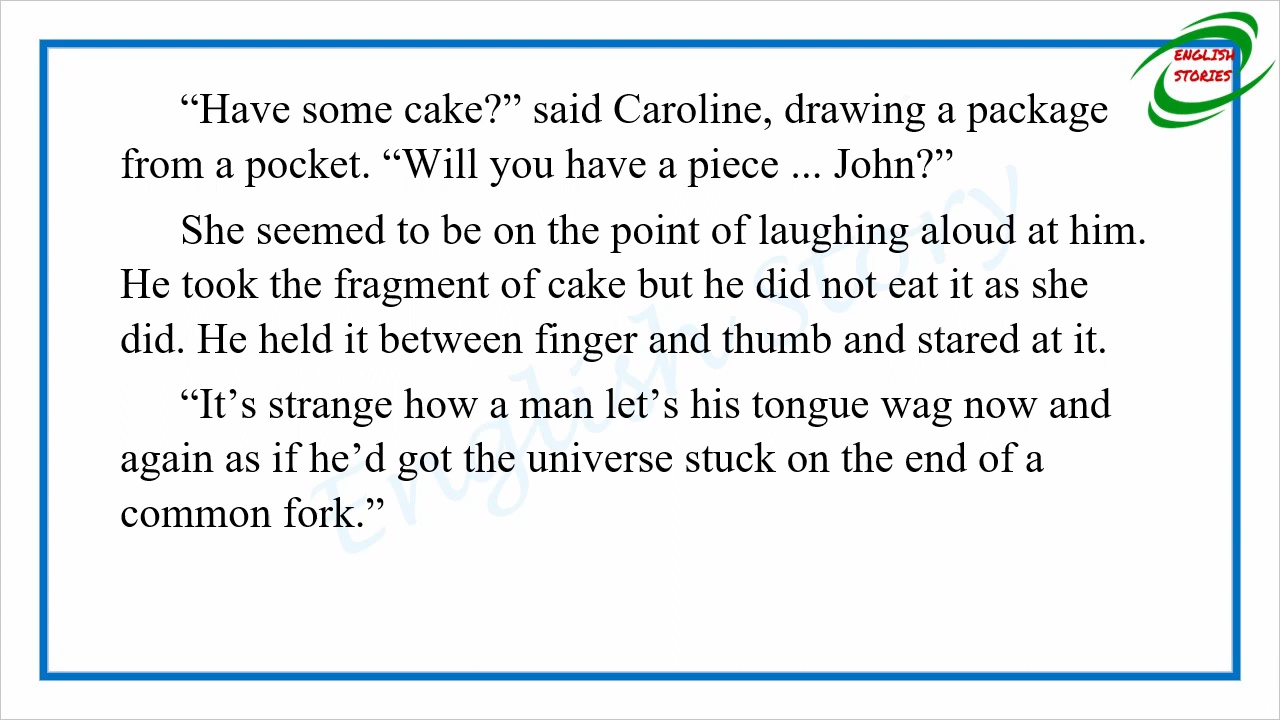 ENGLISH
STORIES
“Have some cake?” said Caroline, drawing a package
from a pocket. “Will you have a piece ... John?”
She seemed to be on the point of laughing aloud at him.
He took the fragment of cake but he did not eat it as she
did. He held it between finger and thumb and stared at it.
“It’s strange how a man let’s his tongue wag now and
again as if he’d got the universe stuck on the end of a
common fork.”
English Story